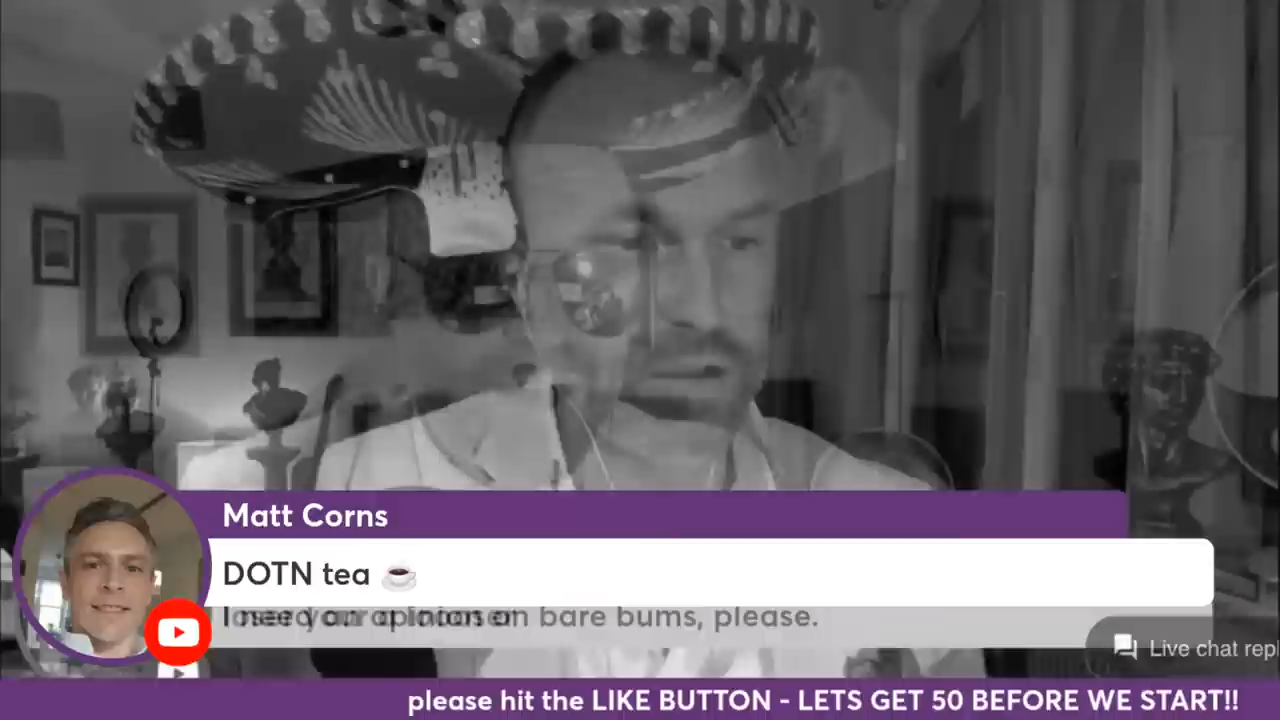 Matt Corns
DOTN tea ☕
on bare bums, please.
Live chat repl
please hit the LIKE BUTTON - LETS GET 50 BEFORE WE START!!